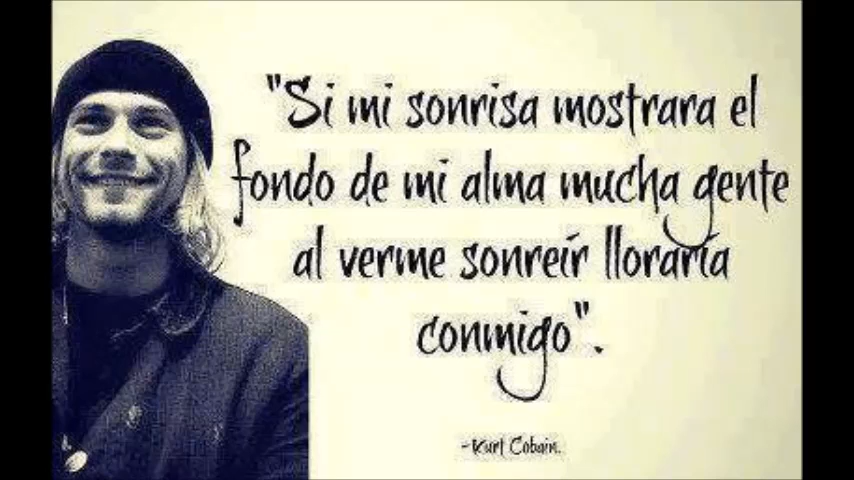 "Si mi sonrisa mostrara el
fondo de mi alma mucha gente
al verme sonreír lloraría
conmigo".
-Kurt Cobain.